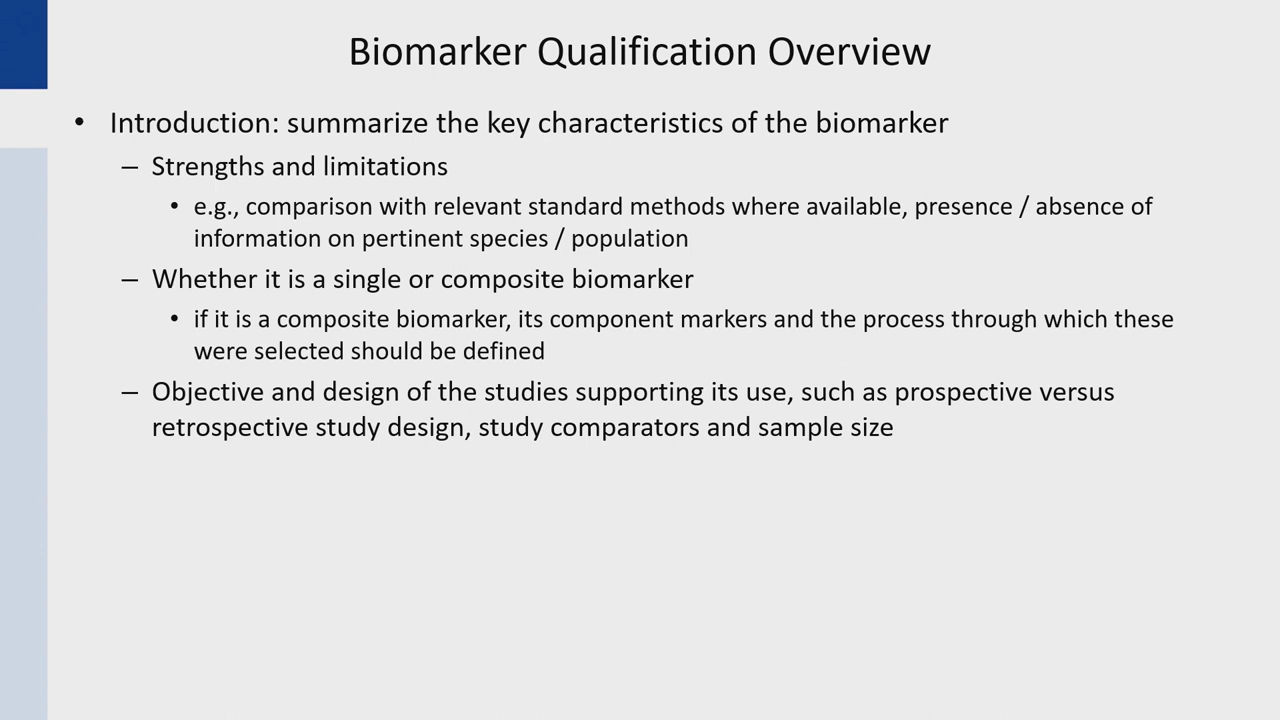 Biomarker Qualification Overview
• Introduction: summarize the key characteristics of the biomarker
– Strengths and limitations
• e.g., comparison with relevant standard methods where available, presence / absence of
information on pertinent species / population
– Whether it is a single or composite biomarker
• if it is a composite biomarker, its component markers and the process through which these
were selected should be defined
– Objective and design of the studies supporting its use, such as prospective versus
retrospective study design, study comparators and sample size